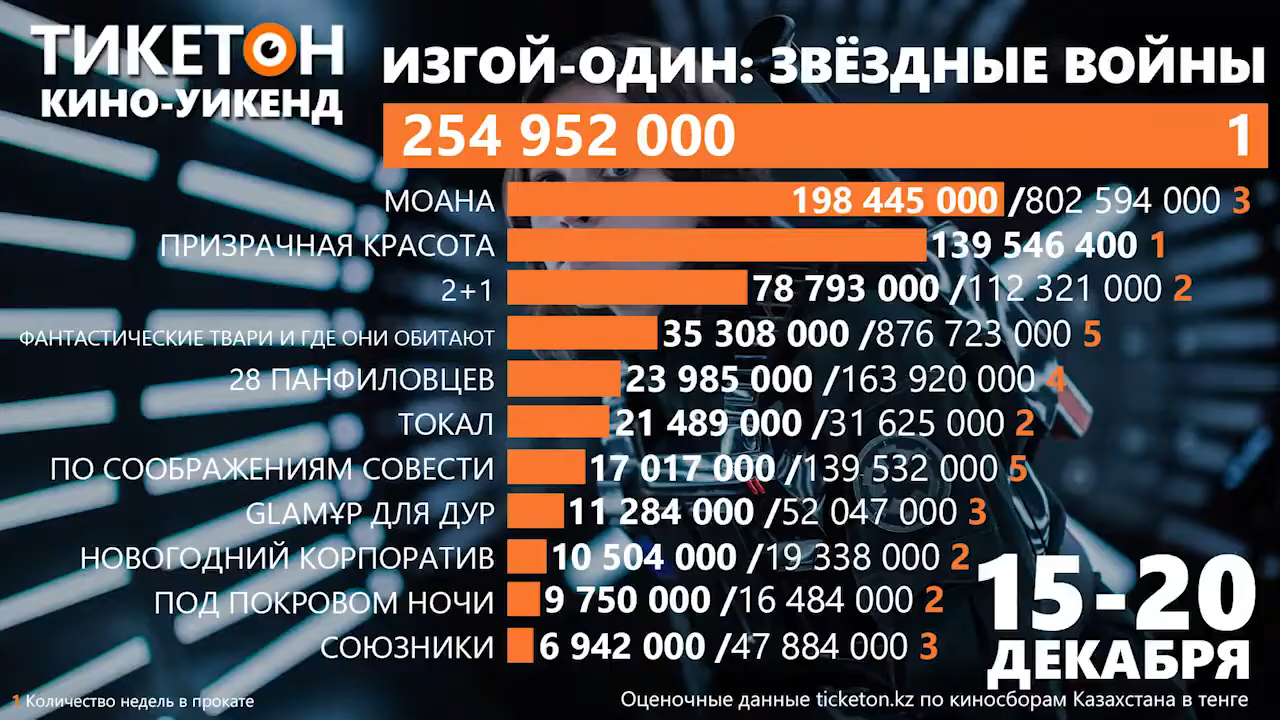 ТИКЕТОН
КИНО-УИКЕНД
ИЗГОЙ-ОДИН: ЗВЁЗДНЫЕ ВОЙНЫ
254 952 000 1
МОАНА 198 445 000 /802 594 000 3
ПРИЗРАЧНАЯ КРАСОТА 139 546 400 1
2+1 78 793 000 /112 321 000 2
ФАНТАСТИЧЕСКИЕ ТВАРИ И ГДЕ ОНИ ОБИТАЮТ 35 308 000 /876 723 000 5
28 ПАНФИЛОВЦЕВ 23 985 000 /163 920 000 4
ТОКАЛ 21 489 000 /31 625 000 2
ПО СООБРАЖЕНИЯМ СОВЕСТИ 17 017 000 /139 532 000 5
GLAM¥Р ДЛЯ ДУР 11 284 000 /52 047 000 3
НОВОГОДНИЙ КОРПОРАТИВ 10 504 000 /19 338 000 2
ПОД ПОКРОВОМ НОЧИ 9 750 000 /16 484 000 2
СОЮЗНИКИ 6 942 000 /47 884 000 3
15-20
ДЕКАБРЯ
1 Количество недель в прокате
Оценочные данные ticketon.kz по киносборам Казахстана в тенге